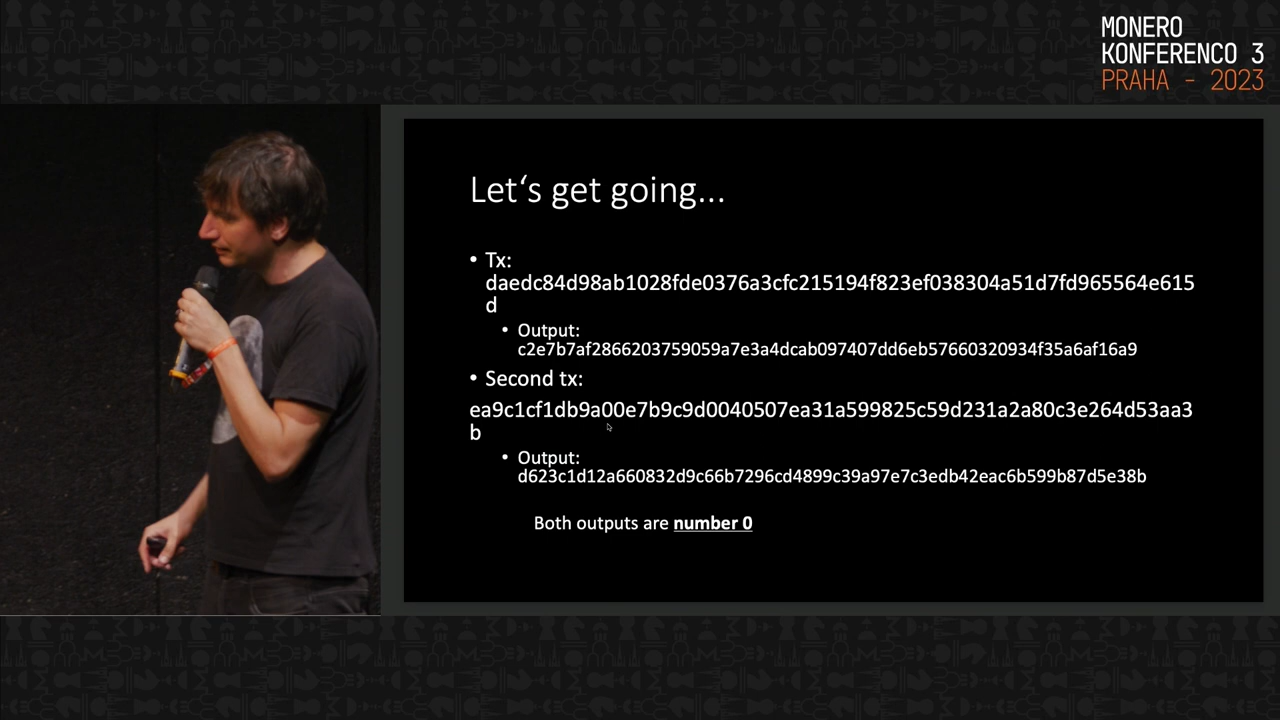 MONERO
KONFERENCO 3
PRAHA - 2023
Let‘s get going...
• Tx:
daedc84d98ab1028fde0376a3cfc215194f823ef038304a51d7fd965564e615
d
• Output:
c2e7b7af2866203759059a7e3a4dcab097407dd6eb57660320934f35a6af16a9
• Second tx:
ea9c1cf1db9a00e7b9c9d0040507ea31a599825c59d231a2a80c3e264d53aa3
b
• Output:
d623c1d12a660832d9c66b7296cd4899c39a97e7c3edb42eac6b599b87d5e38b
Both outputs are number 0